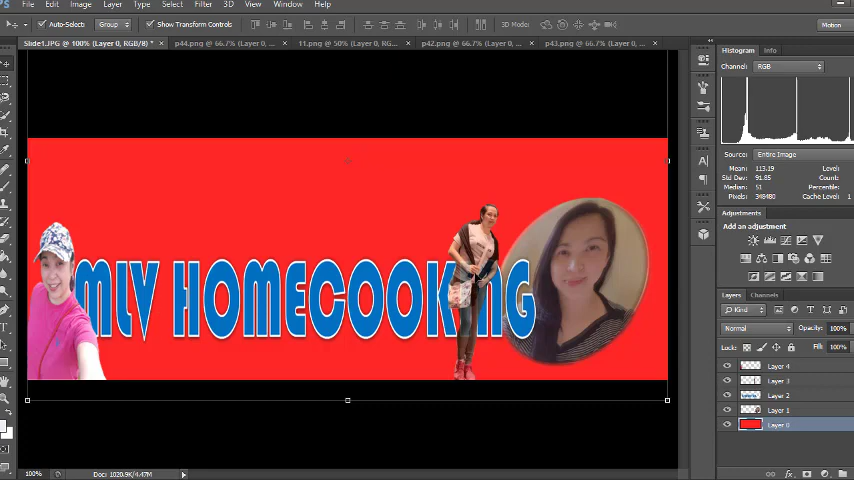 File Edit Image Layer Type Select Filter 3D View Window Help
Auto-Select: Group Show Transform Controls 3D Mode: Motion
Slide1.JPG @ 100% (Layer 0, RGB/8) * × p44.png @ 66.7% (Layer 0, ... × 11.png @ 50% (Layer 0, RGB... × p42.png @ 66.7% (Layer 0, ... × p43.png @ 66.7% (Layer 0, ... ×
Histogram Info
Channel: RGB
Source: Entire Image
Mean: 113.19 Level:
Std Dev: 91.85 Count:
Median: 51 Percentile:
Pixels: 348480 Cache Level: 1
Adjustments
Add an adjustment
MLV HOMECOOKING
Layers Channels
Kind
Normal Opacity: 100%
Lock: Fill: 100%
Layer 4
Layer 3
Layer 2
Layer 1
Layer 0
100% Doc: 1020.9K/4.47M